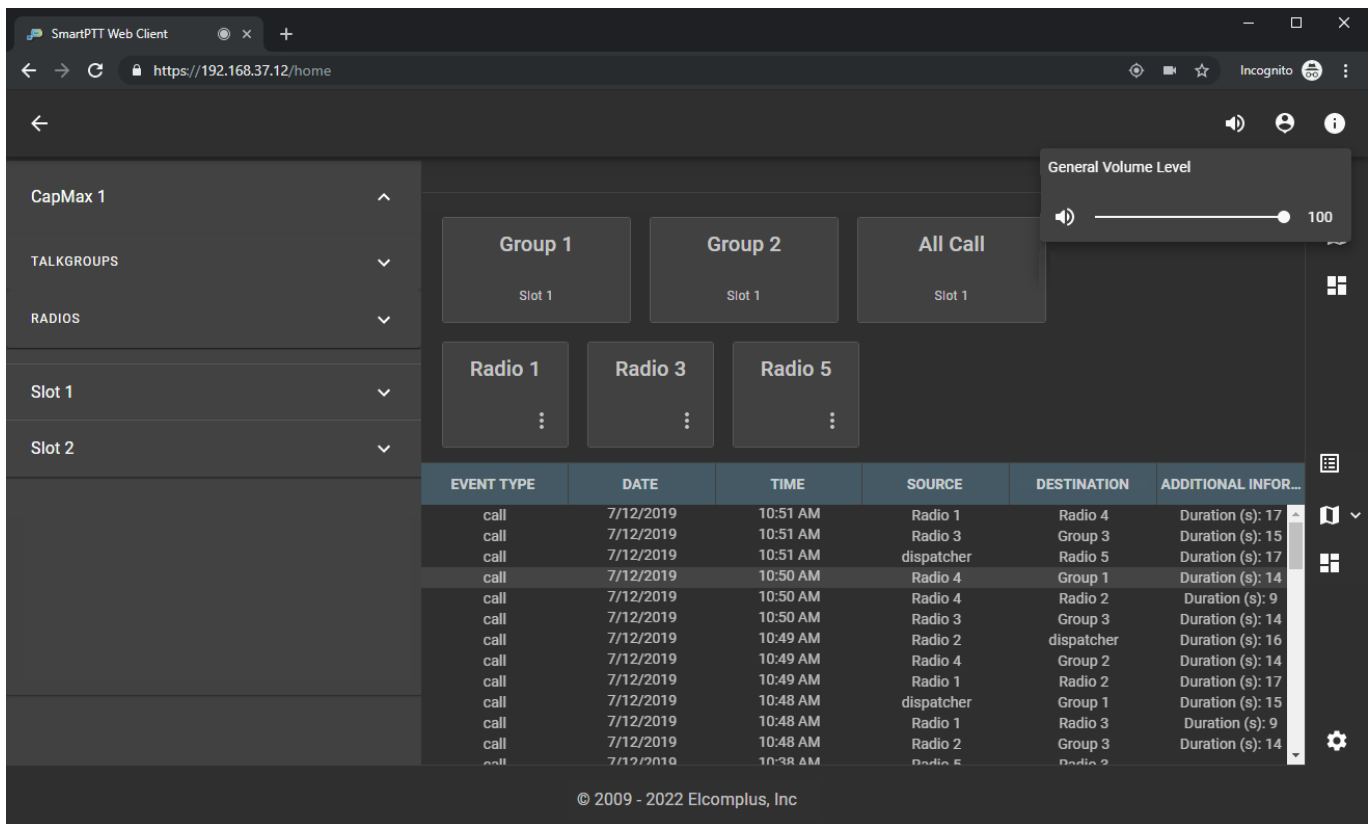 SmartPTT Web Client
https://192.168.37.12/home
Incognito
General Volume Level
100
CapMax 1
TALKGROUPS
RADIOS
Slot 1
Slot 2
Group 1
Slot 1
Group 2
Slot 1
All Call
Slot 1
Radio 1
Radio 3
Radio 5
EVENT TYPE DATE TIME SOURCE DESTINATION ADDITIONAL INFOR...
call 7/12/2019 10:51 AM Radio 1 Radio 4 Duration (s): 17
call 7/12/2019 10:51 AM Radio 3 Group 3 Duration (s): 15
call 7/12/2019 10:51 AM dispatcher Radio 5 Duration (s): 17
call 7/12/2019 10:50 AM Radio 4 Group 1 Duration (s): 14
call 7/12/2019 10:50 AM Radio 4 Radio 2 Duration (s): 9
call 7/12/2019 10:50 AM Radio 3 Group 3 Duration (s): 14
call 7/12/2019 10:49 AM Radio 2 dispatcher Duration (s): 16
call 7/12/2019 10:49 AM Radio 4 Group 2 Duration (s): 14
call 7/12/2019 10:49 AM Radio 1 Radio 2 Duration (s): 17
call 7/12/2019 10:48 AM dispatcher Group 1 Duration (s): 15
call 7/12/2019 10:48 AM Radio 1 Radio 3 Duration (s): 9
call 7/12/2019 10:48 AM Radio 2 Group 3 Duration (s): 14
call 7/12/2019 10:38 AM Radio 5 Radio
© 2009 - 2022 Elcomplus, Inc